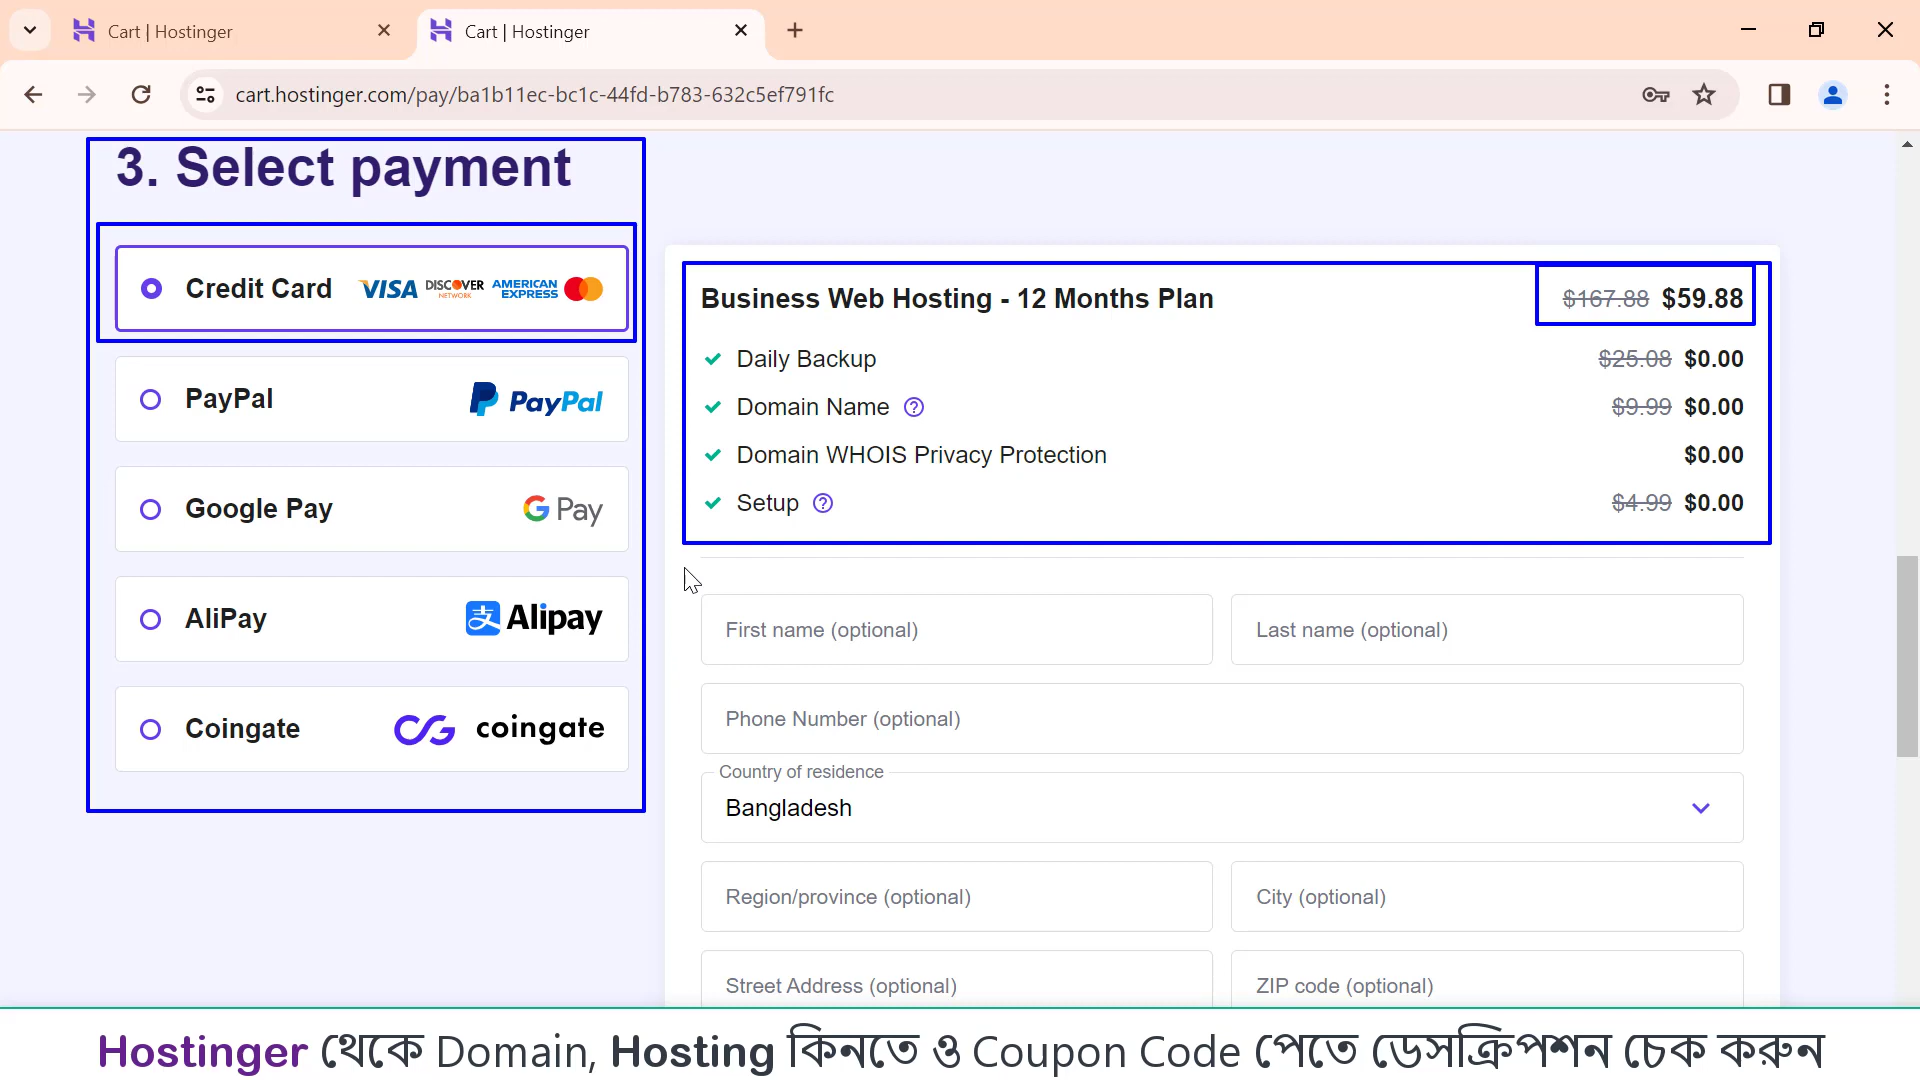 Cart | Hostinger
Cart | Hostinger
cart.hostinger.com/pay/ba1b11ec-bc1c-44fd-b783-632c5ef791fc
3. Select payment
Credit Card VISA DISCOVER NETWORK AMERICAN EXPRESS
PayPal PayPal
Google Pay G Pay
AliPay 支 Alipay
Coingate coingate
Business Web Hosting - 12 Months Plan $167.88 $59.88
Daily Backup $25.08 $0.00
Domain Name ? $9.99 $0.00
Domain WHOIS Privacy Protection $0.00
Setup ? $4.99 $0.00
First name (optional) Last name (optional)
Phone Number (optional)
Country of residence
Bangladesh
Region/province (optional) City (optional)
Street Address (optional) ZIP code (optional)
Hostinger থেকে Domain, Hosting কিনতে ও Coupon Code পেতে ডেসক্রিপশন চেক করুন